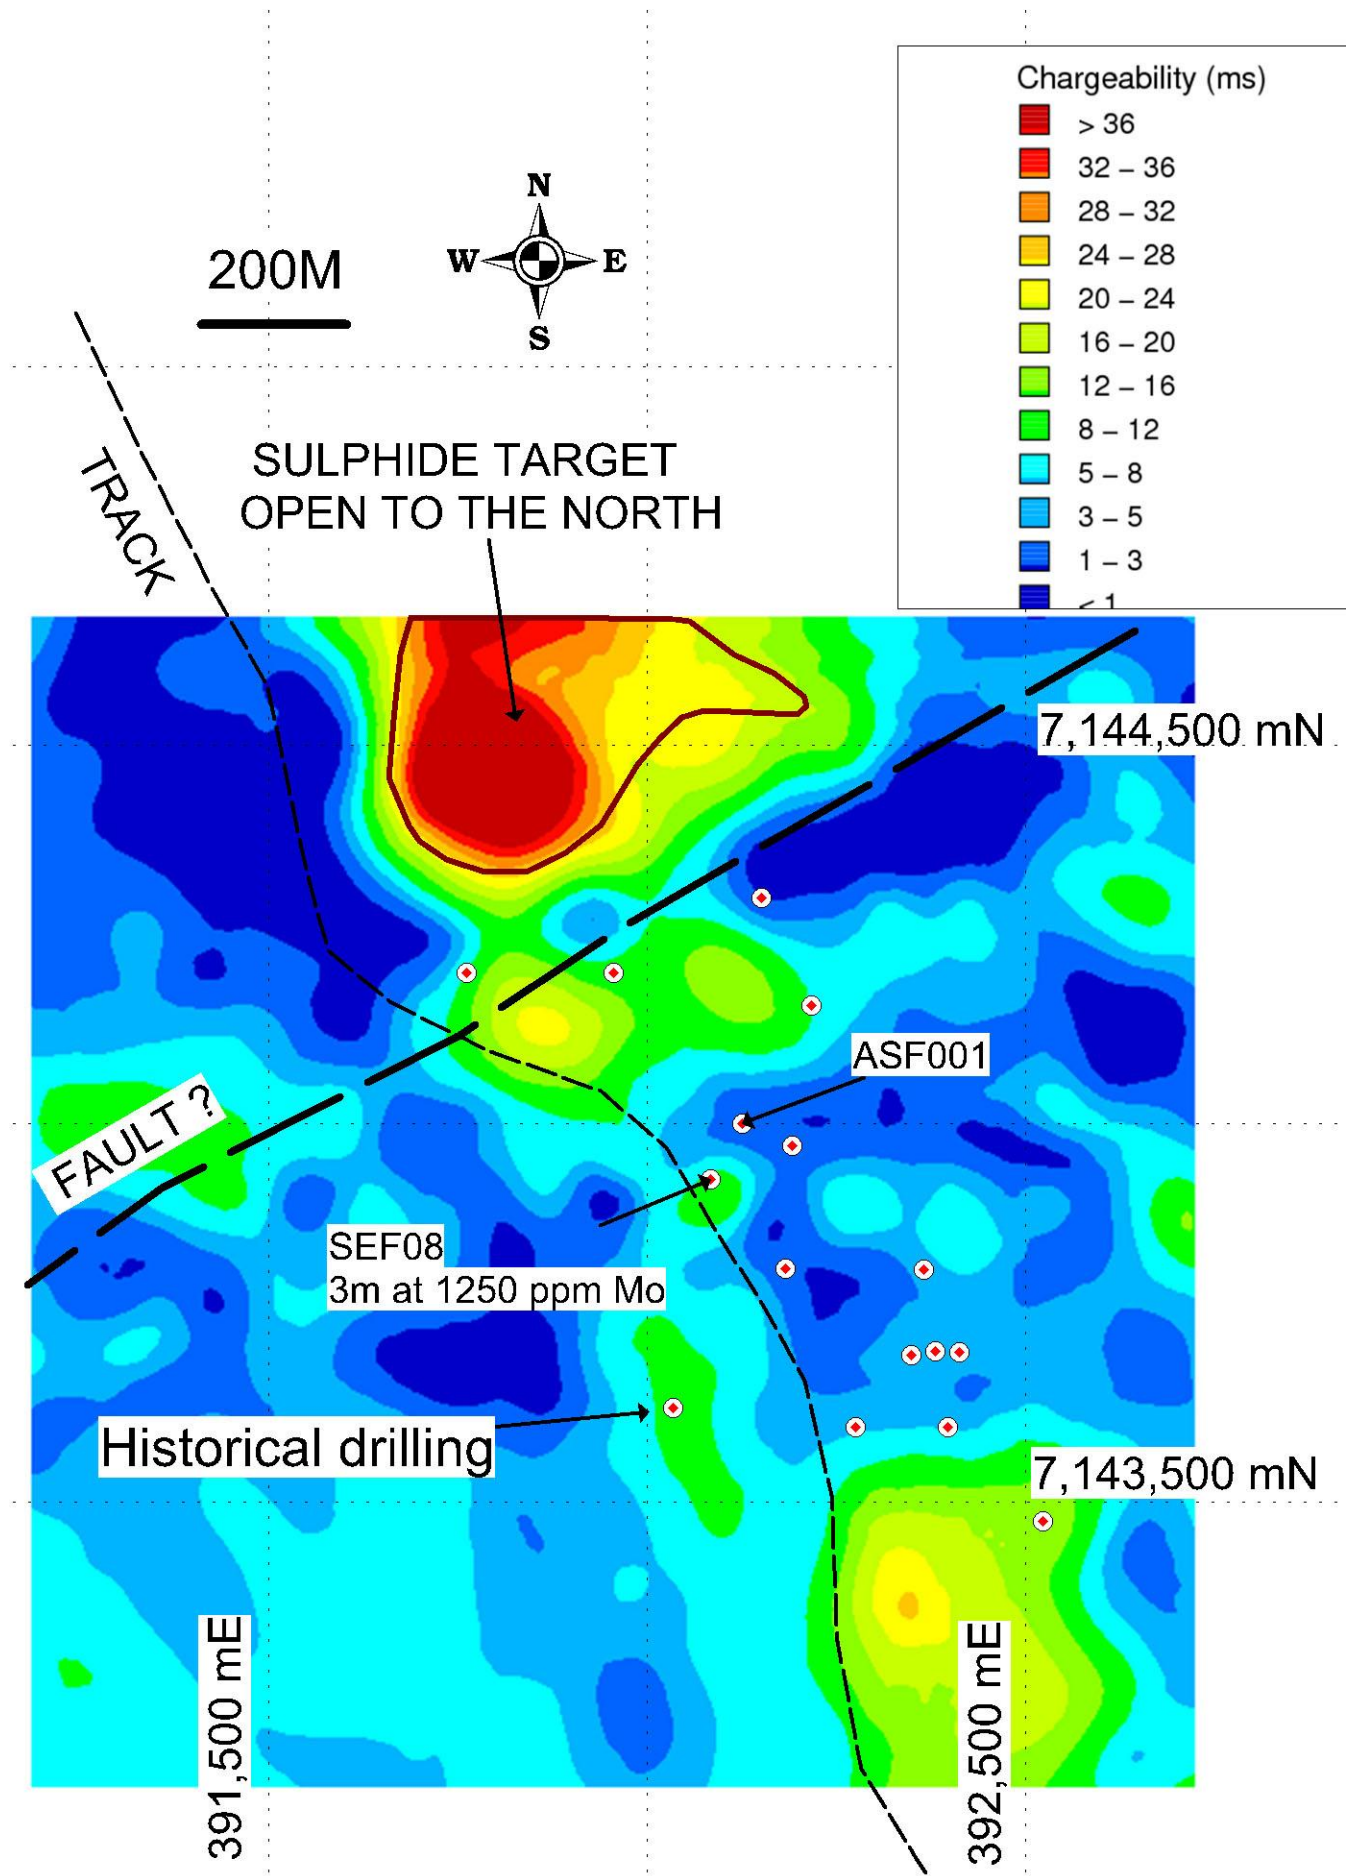 Chargeability (ms)
> 36
32 – 36
28 – 32
24 – 28
20 – 24
16 – 20
12 – 16
8 – 12
5 – 8
3 – 5
1 – 3
< 1
N
W E
S
200M
TRACK
SULPHIDE TARGET
OPEN TO THE NORTH
7,144,500 mN
ASF001
FAULT ?
SEF08
3m at 1250 ppm Mo
Historical drilling
7,143,500 mN
391,500 mE
392,500 mE